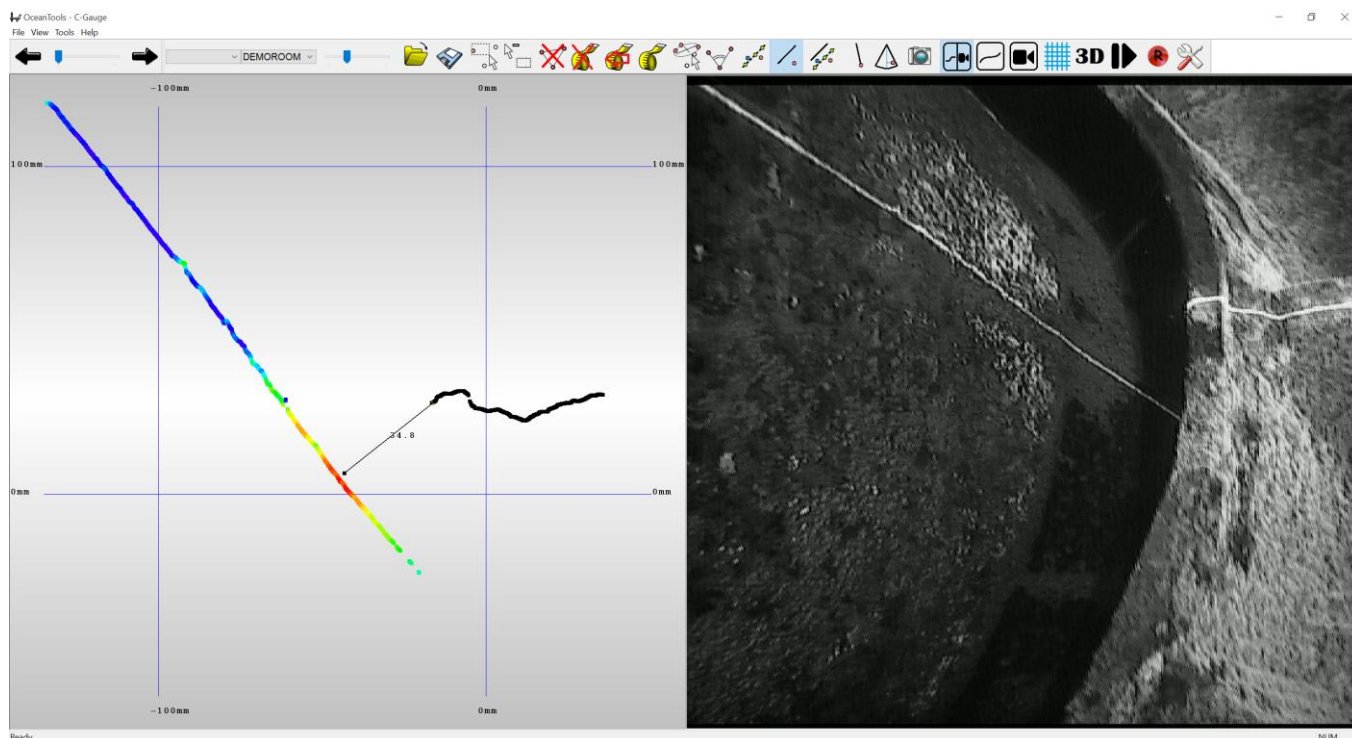 OceanTools - C-Gauge
File View Tools Help
DEMOROOM
3D
R
-100mm 0mm
100mm 100mm
34.8
0mm 0mm
-100mm 0mm
Ready NUM